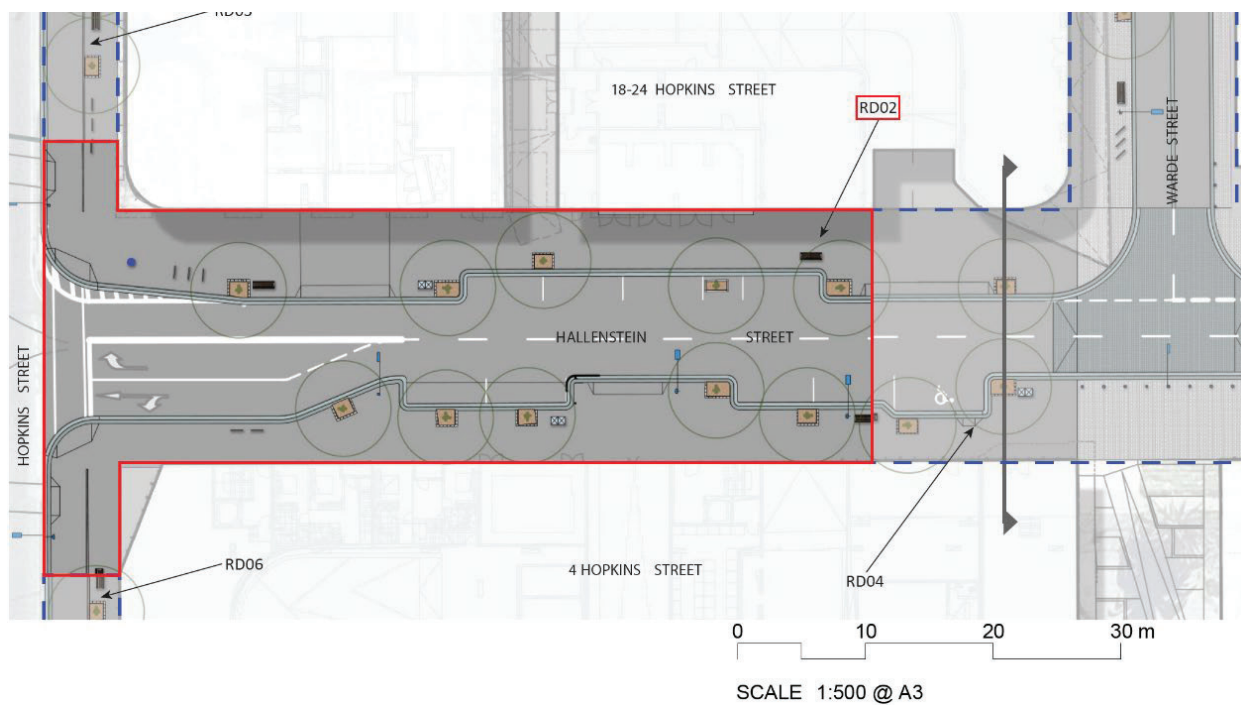 RD05
18-24 HOPKINS STREET
RD02
WARDE STREET
HALLENSTEIN STREET
HOPKINS STREET
RD06
4 HOPKINS STREET
RD04
0 10 20 30 m
SCALE 1:500 @ A3